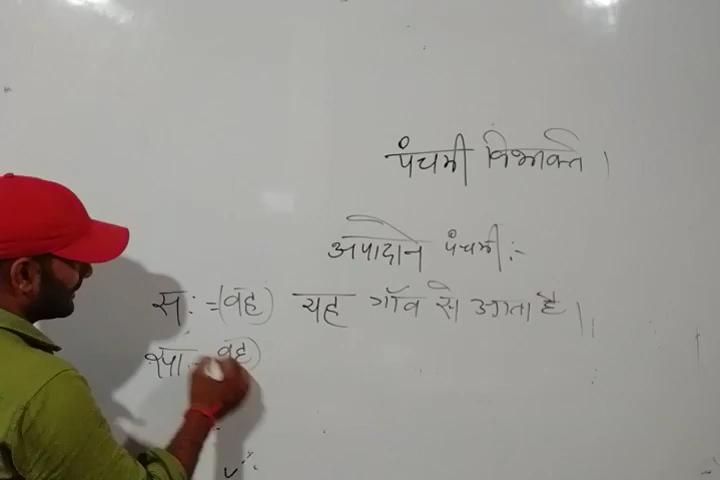 पंचमी विभक्ति ।
अपादाने पंचमी :-
सः = (वह) यह गाँव से आता है ।
सा :- वह)